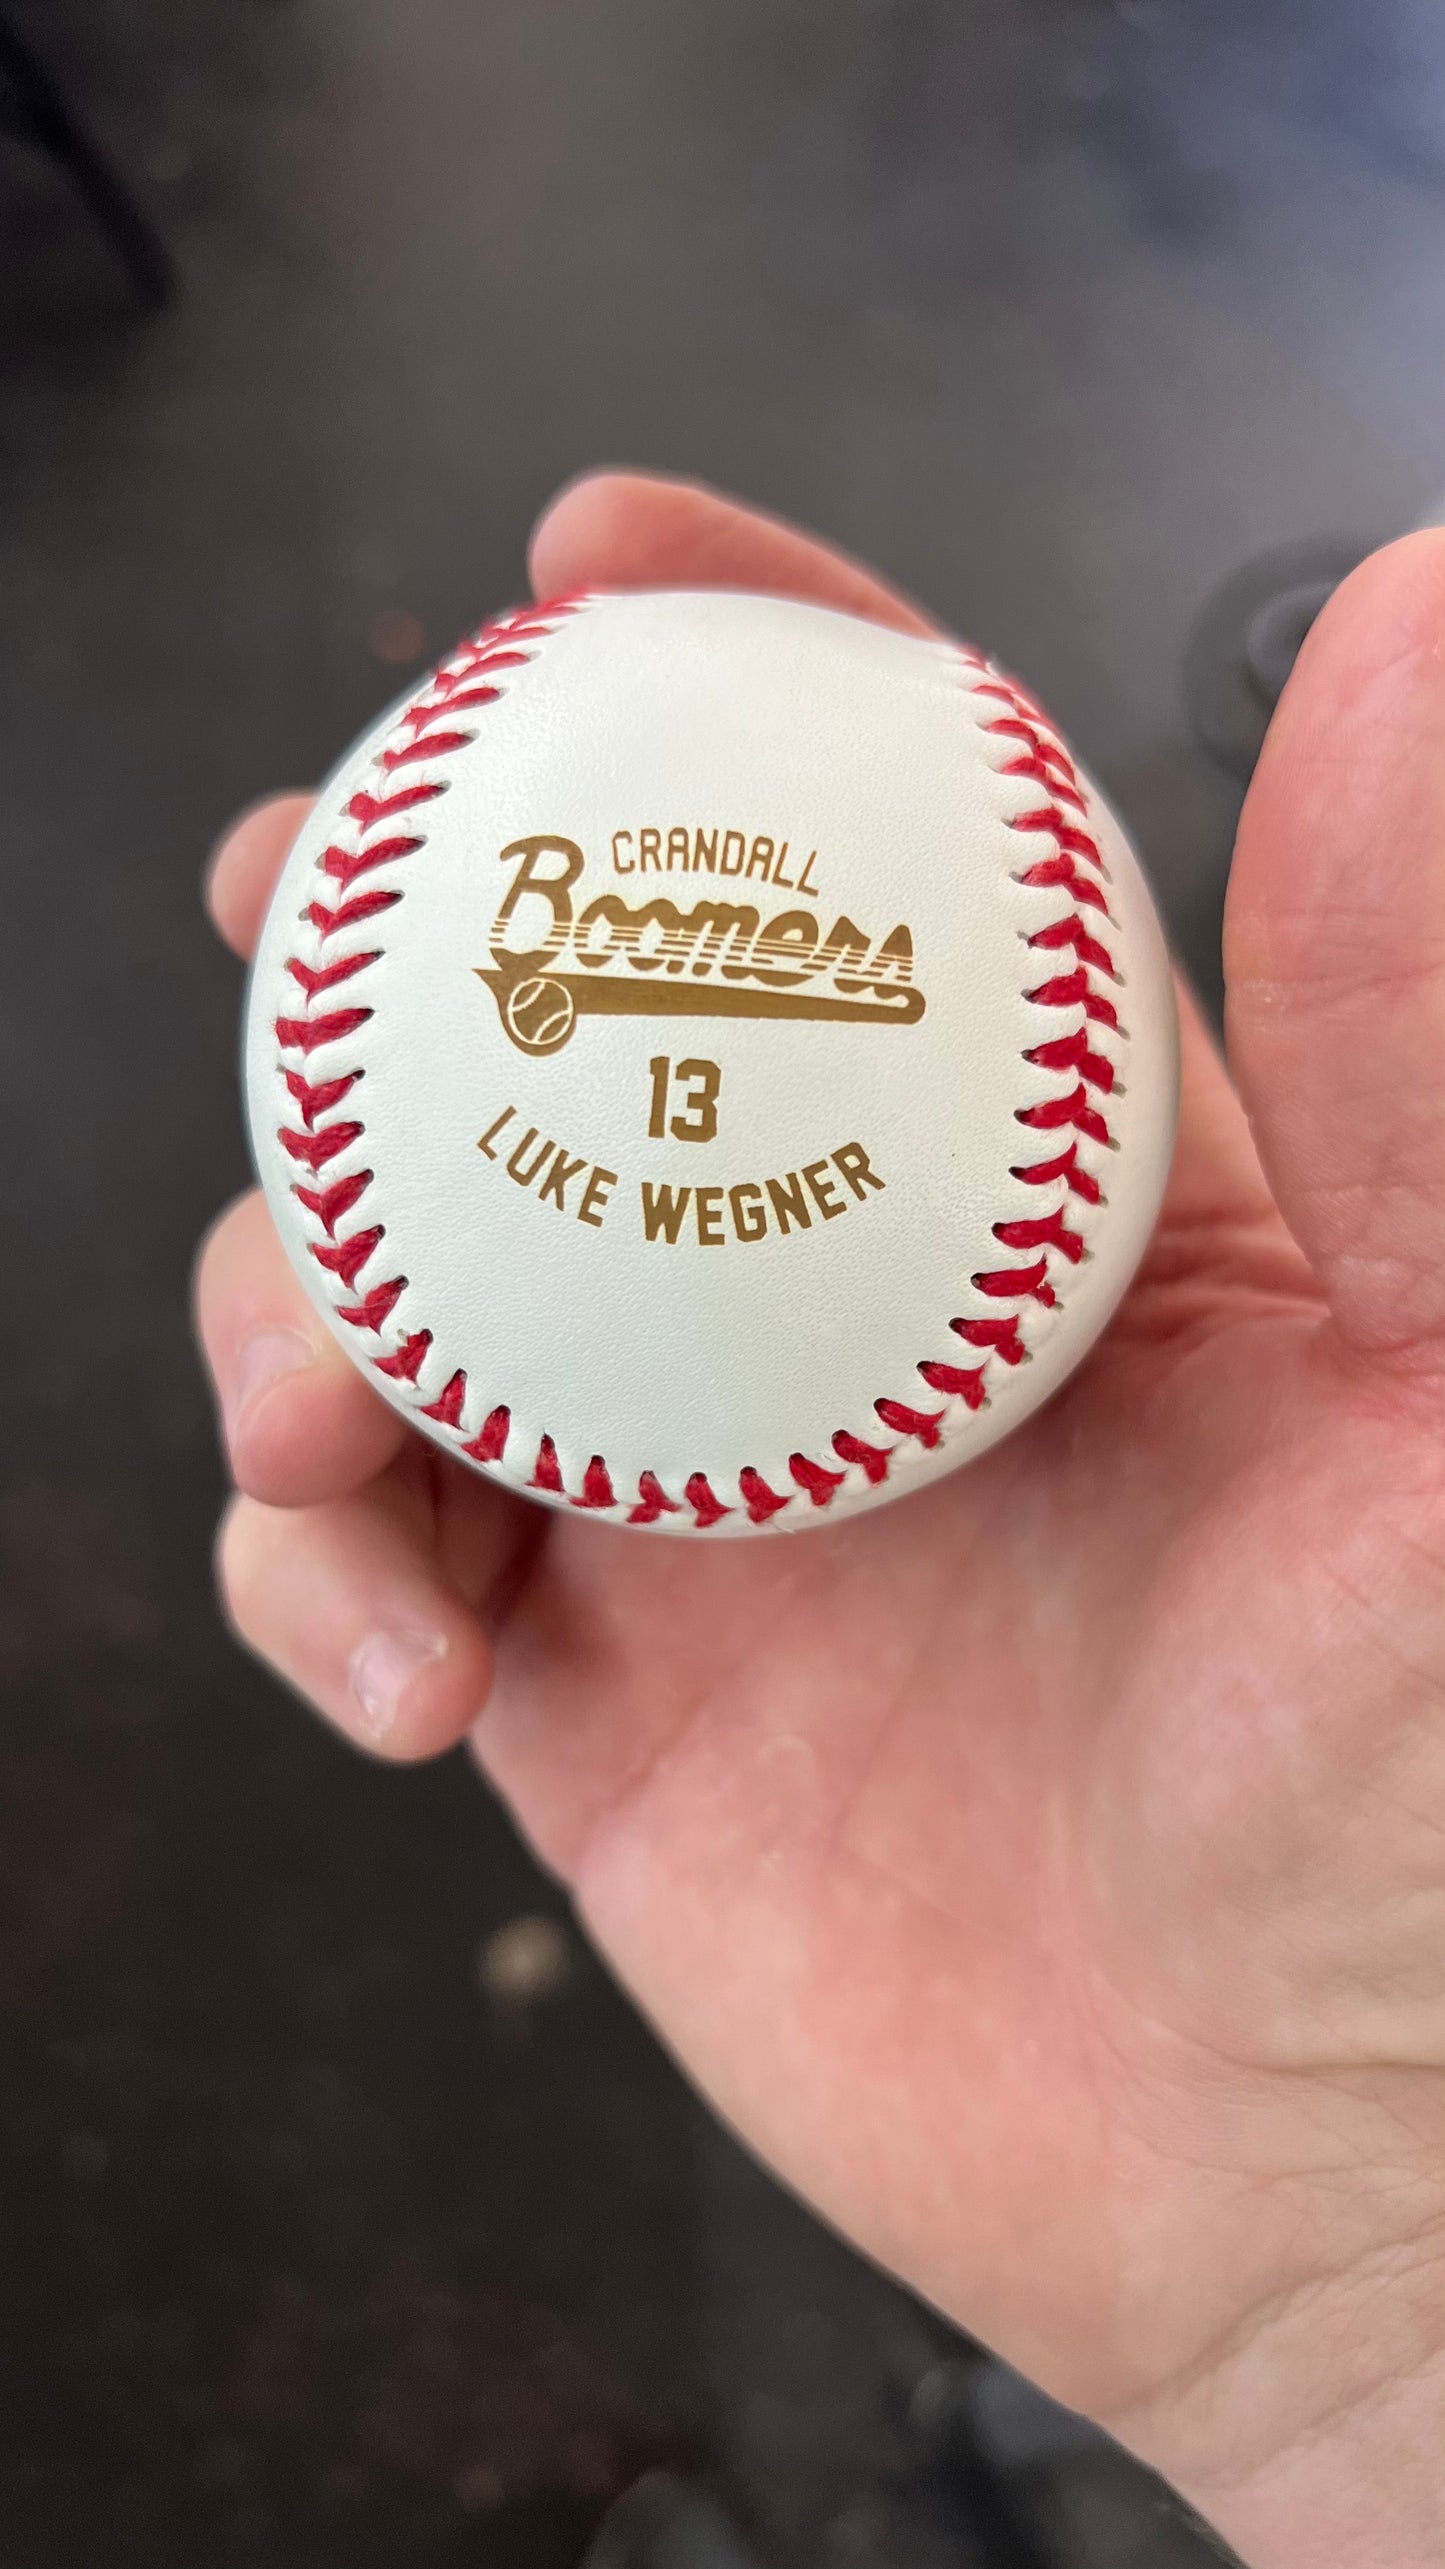 CRANDALL
Boomers
13
LUKE WEGNER